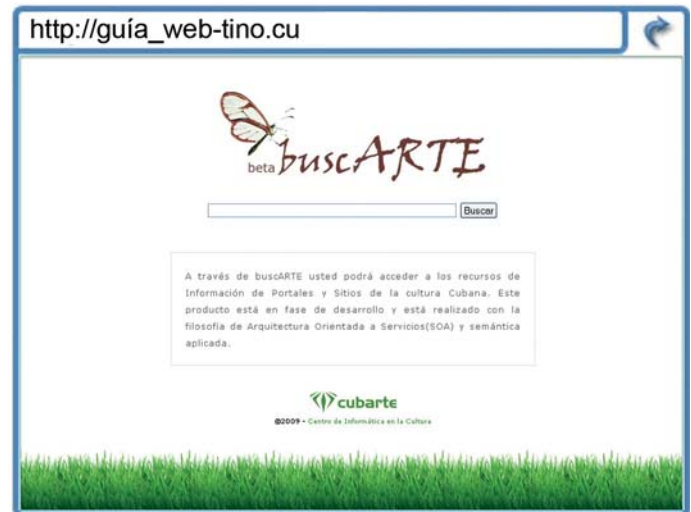 http://guía_web-tino.cu
beta buscARTE
Buscar
A través de buscARTE usted podrá acceder a los recursos de
Información de Portales y Sitios de la cultura Cubana. Este
producto está en fase de desarrollo y está realizado con la
filosofía de Arquitectura Orientada a Servicios(SOA) y semántica
aplicada.
cubarte
©2009 - Centro de Informática en la Cultura